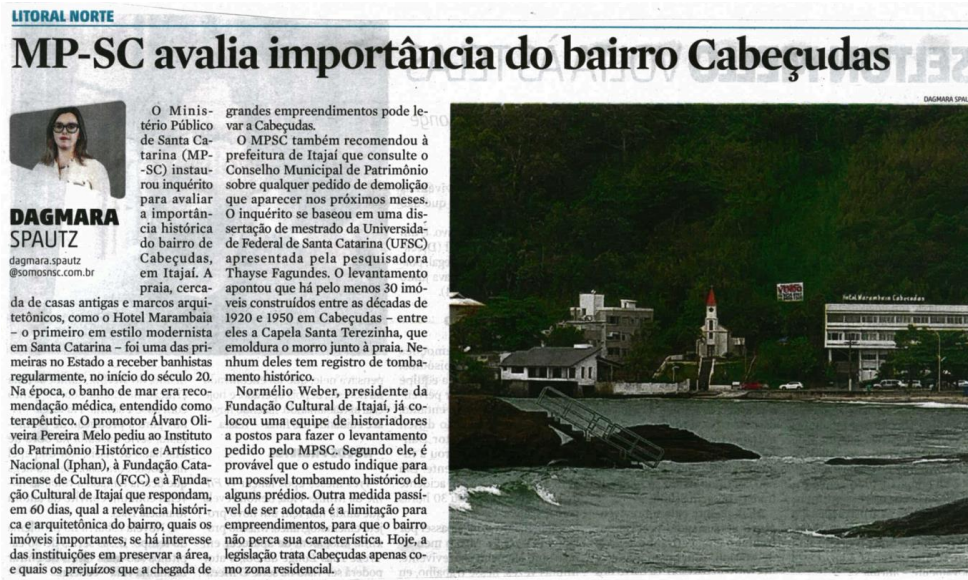 LITORAL NORTE
MP-SC avalia importância do bairro Cabeçudas
DAGMARA
SPAUTZ
dagmara.spautz
@somosnsc.com.br
O Minis-
tério Público
de Santa Ca-
tarina (MP-
-SC) instau-
rou inquérito
para avaliar
a importân-
cia histórica
do bairro de
Cabeçudas,
em Itajaí. A
praia, cerca-
da de casas antigas e marcos arqui-
tetônicos, como o Hotel Marambaia
– o primeiro em estilo modernista
em Santa Catarina – foi uma das pri-
meiras no Estado a receber banhistas
regularmente, no início do século 20.
Na época, o banho de mar era reco-
mendação médica, entendido como
terapêutico. O promotor Álvaro Oli-
veira Pereira Melo pediu ao Instituto
do Patrimônio Histórico e Artístico
Nacional (Iphan), à Fundação Cata-
rinense de Cultura (FCC) e à Funda-
ção Cultural de Itajaí que respondam,
em 60 dias, qual a relevância históri-
ca e arquitetônica do bairro, quais os
imóveis importantes, se há interesse
das instituições em preservar a área,
e quais os prejuízos que a chegada de
grandes empreendimentos pode le-
var a Cabeçudas.
O MPSC também recomendou à
prefeitura de Itajaí que consulte o
Conselho Municipal de Patrimônio
sobre qualquer pedido de demolição
que aparecer nos próximos meses.
O inquérito se baseou em uma dis-
sertação de mestrado da Universida-
de Federal de Santa Catarina (UFSC)
apresentada pela pesquisadora
Thayse Fagundes. O levantamento
apontou que há pelo menos 30 imó-
veis construídos entre as décadas de
1920 e 1950 em Cabeçudas – entre
eles a Capela Santa Terezinha, que
emoldura o morro junto à praia. Ne-
nhum deles tem registro de tomba-
mento histórico.
Normélio Weber, presidente da
Fundação Cultural de Itajaí, já co-
locou uma equipe de historiadores
a postos para fazer o levantamento
pedido pelo MPSC. Segundo ele, é
provável que o estudo indique para
um possível tombamento histórico de
alguns prédios. Outra medida passí-
vel de ser adotada é a limitação para
empreendimentos, para que o bairro
não perca sua característica. Hoje, a
legislação trata Cabeçudas apenas co-
mo zona residencial.
DAGMARA SPAU
Hotel Marambaia Cabeçudas